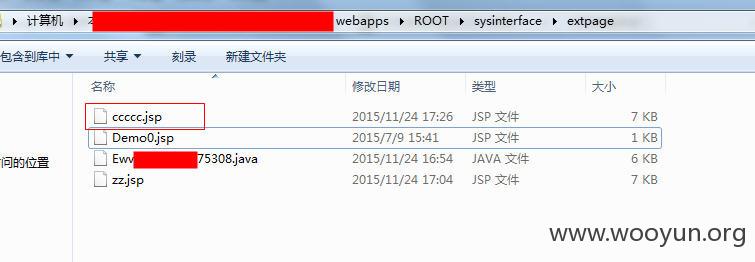 计算机 webapps ROOT sysinterface extpage
包含到库中 共享 刻录 新建文件夹
名称 修改日期 类型 大小
ccccc.jsp 2015/11/24 17:26 JSP 文件 7 KB
Demo0.jsp 2015/7/9 15:41 JSP 文件 1 KB
Ewv 75308.java 2015/11/24 16:54 JAVA 文件 6 KB
问的位置
zz.jsp 2015/11/24 17:04 JSP 文件 7 KB
www.wooyun.org